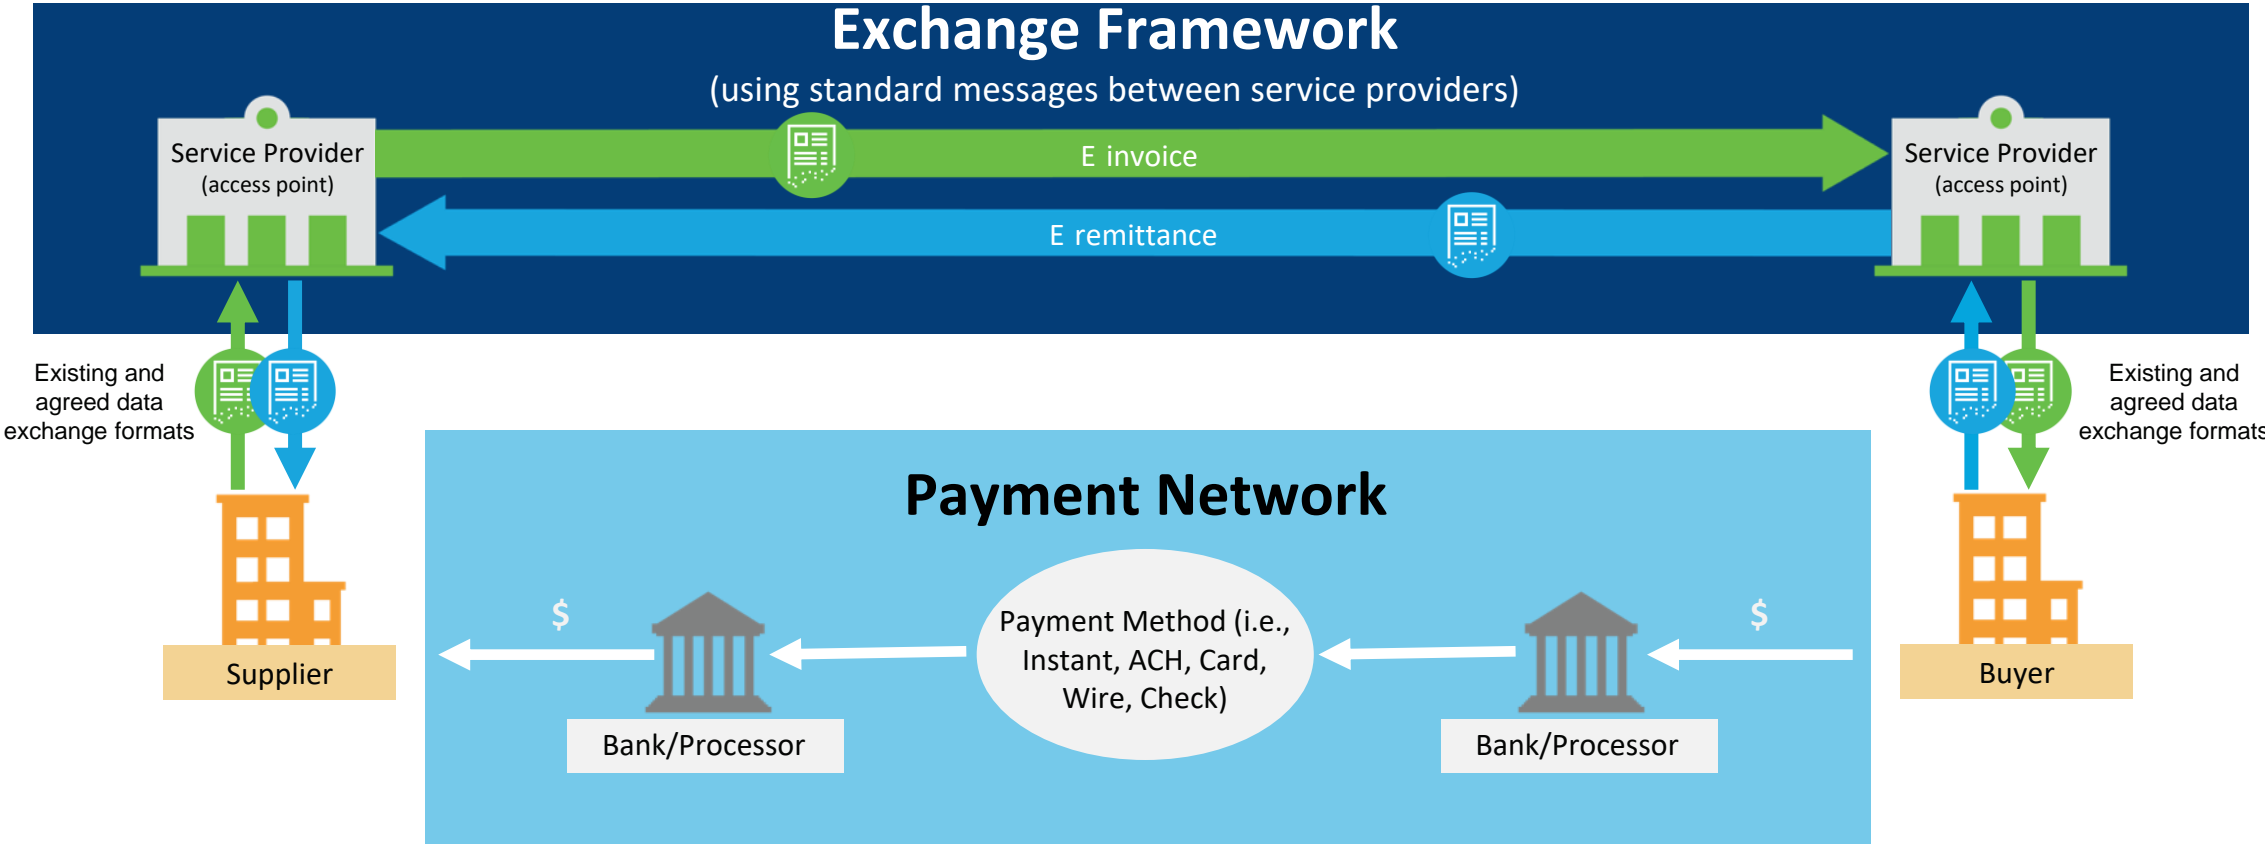 Exchange Framework
(using standard messages between service providers)
Service Provider
(access point)
E invoice
Service Provider
(access point)
E remittance
Existing and
agreed data
exchange formats
Existing and
agreed data
exchange formats
Payment Network
$
$
Payment Method (i.e.,
Instant, ACH, Card,
Wire, Check)
Supplier
Buyer
Bank/Processor
Bank/Processor